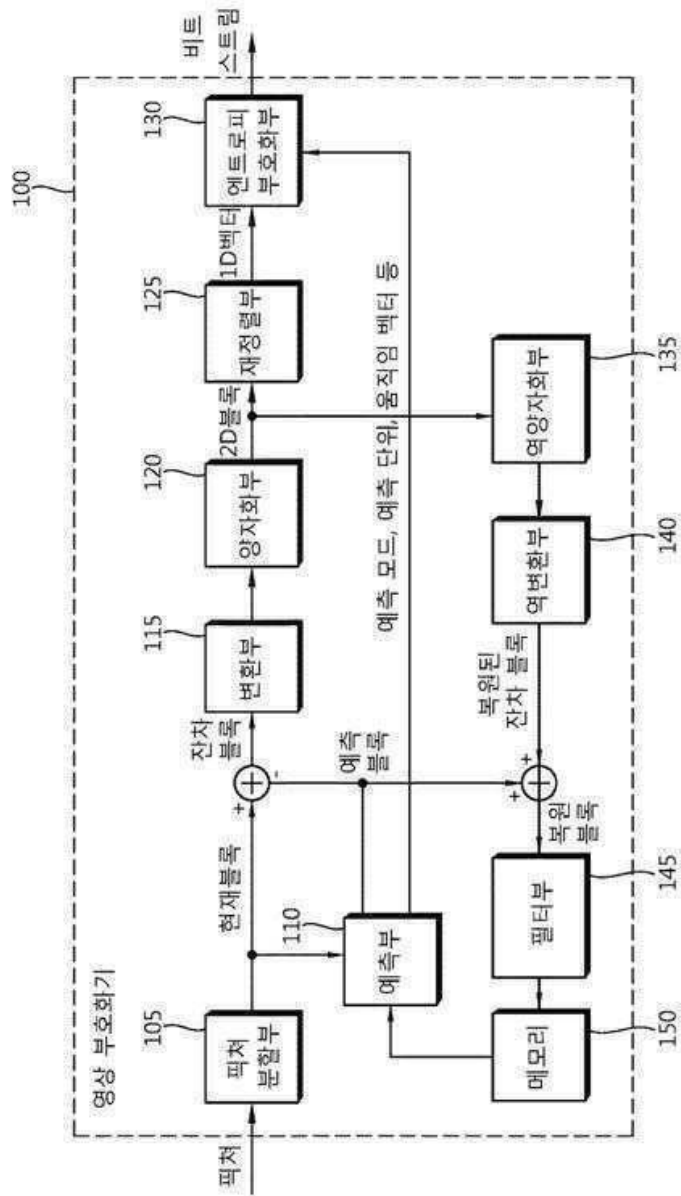 100
영상 부호화기
픽쳐
105
픽쳐
분할부
현재블록
+
-
잔차
블록
115
변환부
120
양자화부
2D블록
125
재정렬부
1D벡터
130
엔트로피
부호화부
비트
스트림
110
예측부
예측
블록
예측 모드, 예측 단위, 움직임 벡터 등
135
역양자화부
140
역변환부
복원된
잔차 블록
+
+
복원
블록
145
필터부
150
메모리